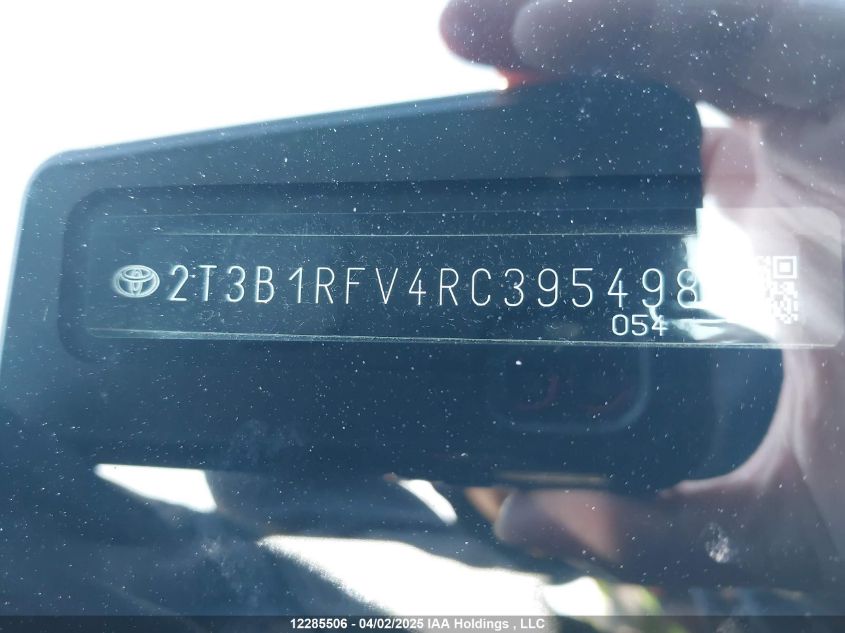 2T3B1RFV4RC395498
054
12285506 - 04/02/2025 IAA Holdings , LLC